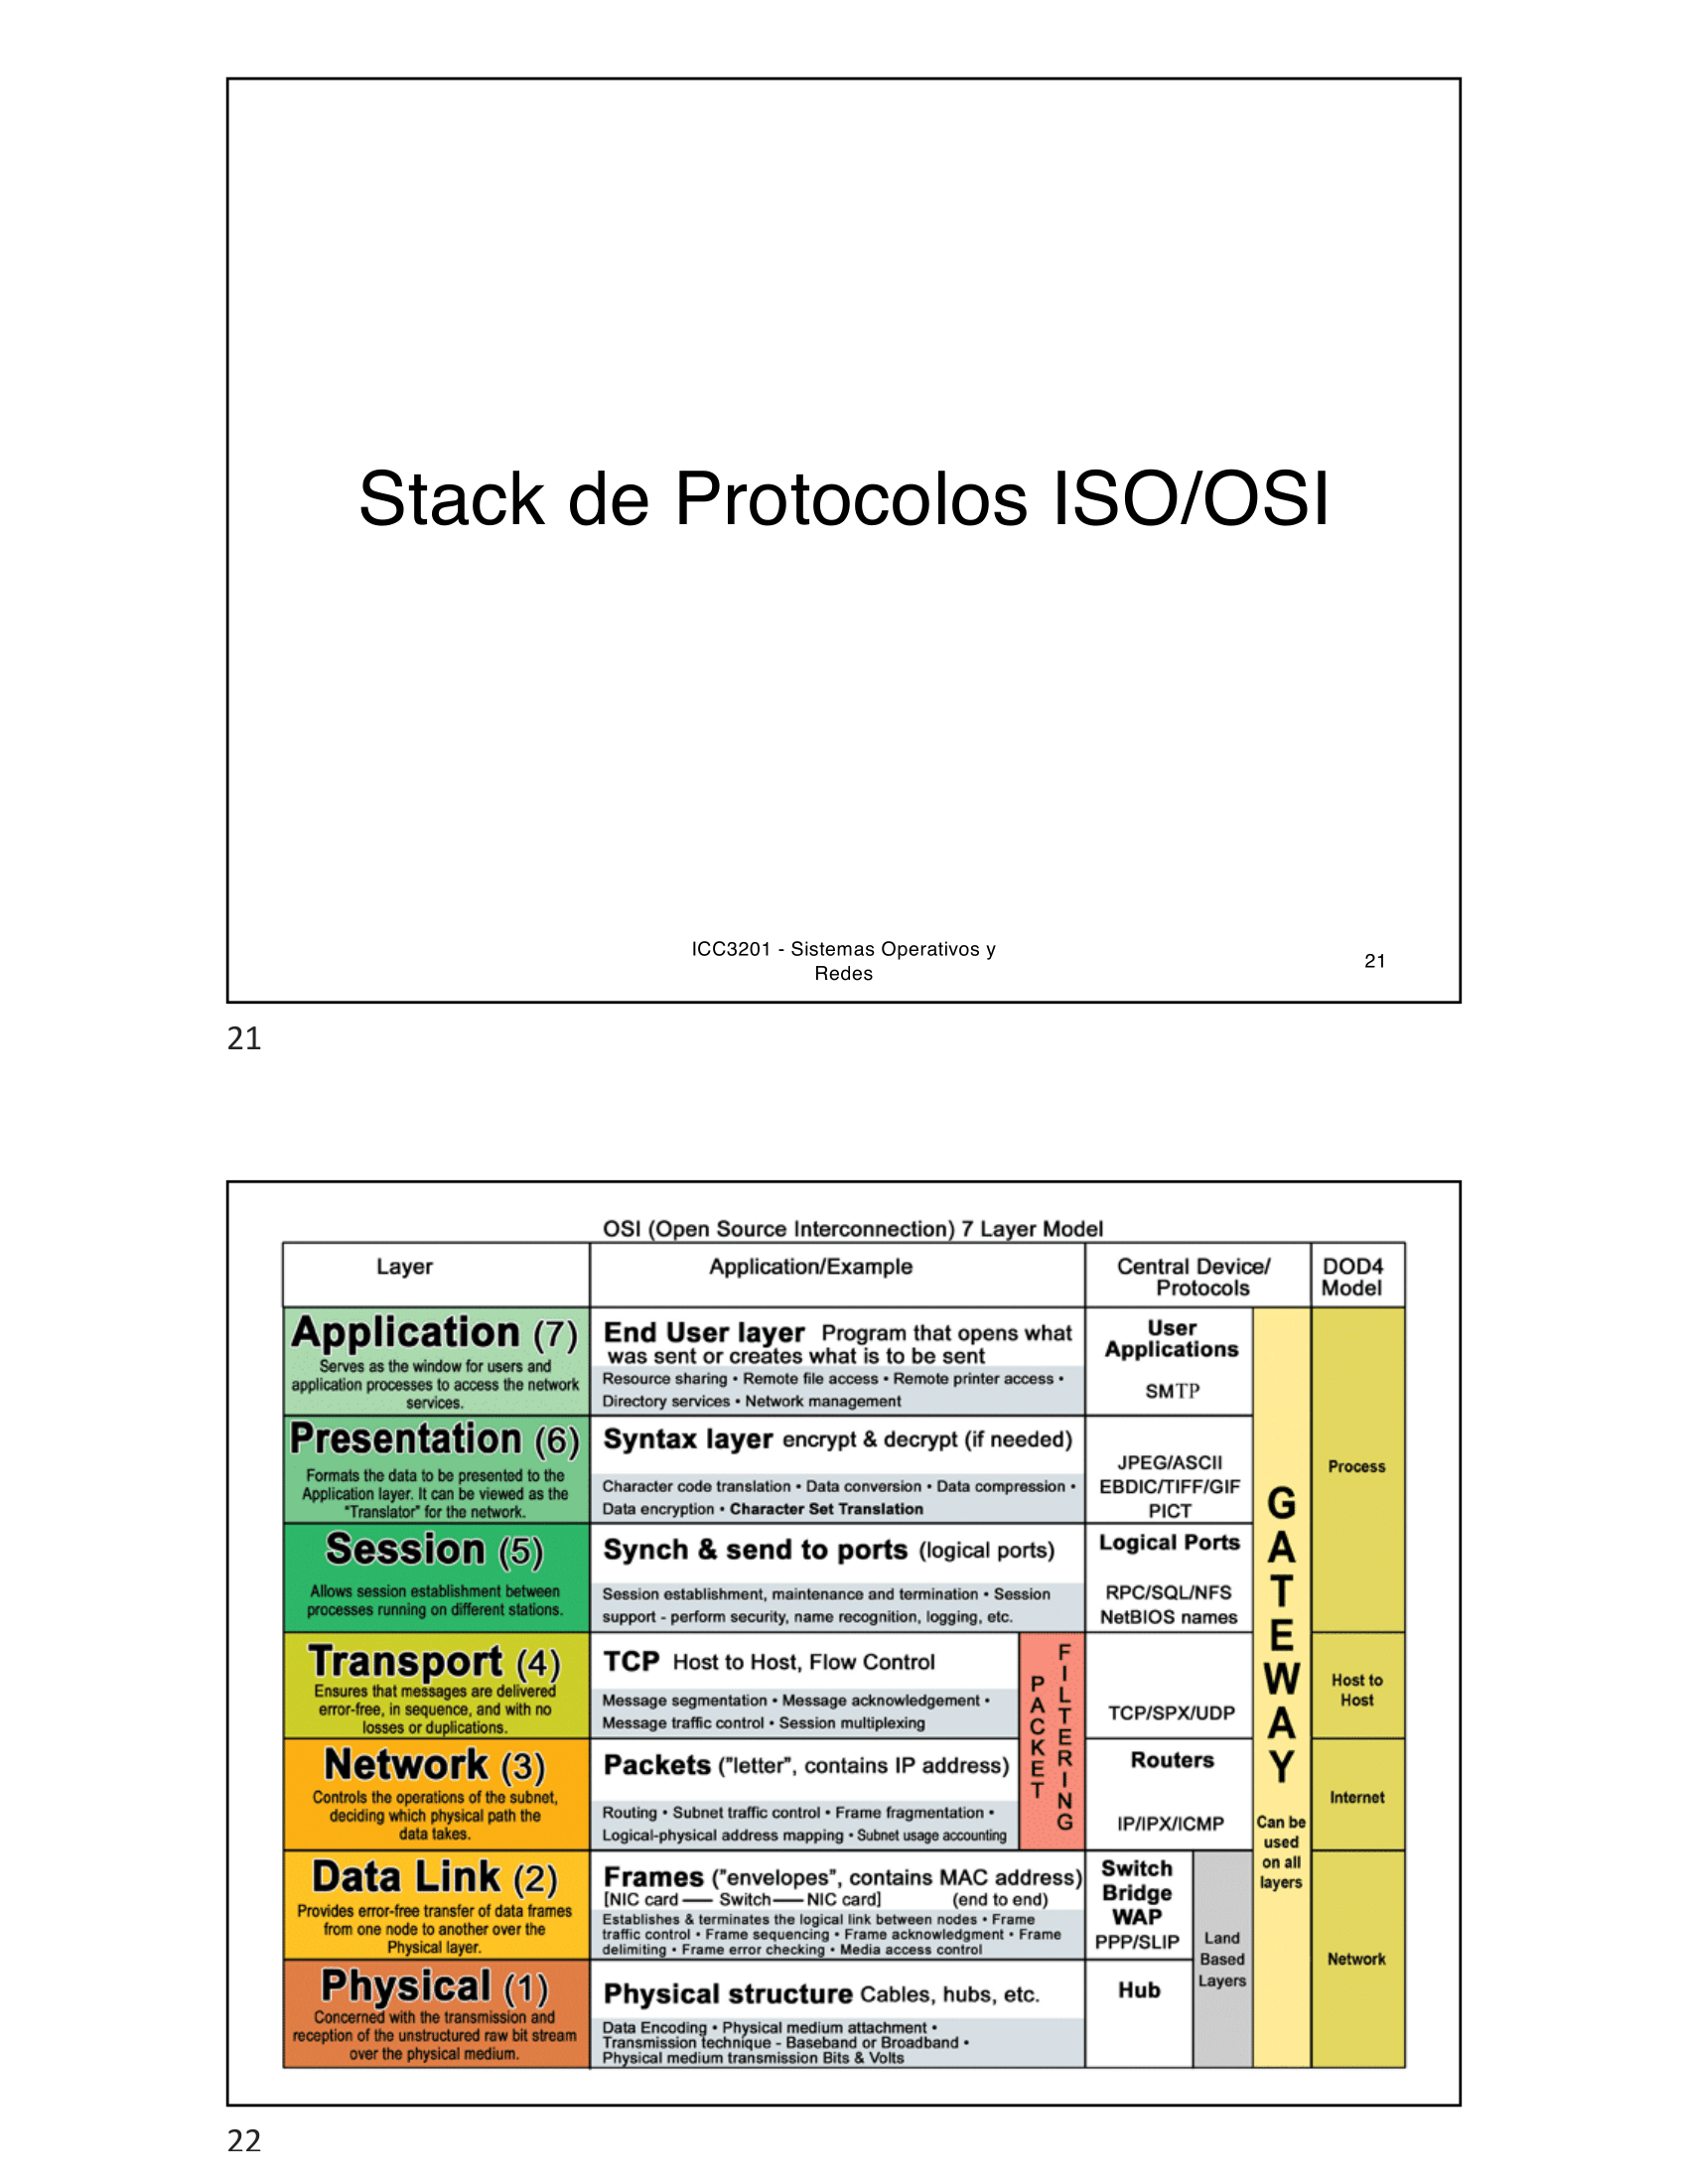 Stack de Protocolos ISO/OSI
ICC3201 - Sistemas Operativos y
Redes
21
21
OSI (Open Source Interconnection) 7 Layer Model
Layer
Application/Example
Central Device/
Protocols
DOD4
Model
Application (7)
Serves as the window for users and
application processes to access the network
services.
End User layer Program that opens what
was sent or creates what is to be sent
Resource sharing • Remote file access • Remote printer access •
Directory services • Network management
User
Applications
SMTP
Presentation (6)
Formats the data to be presented to the
Application layer. It can be viewed as the
"Translator" for the network.
Syntax layer encrypt & decrypt (if needed)
Character code translation • Data conversion • Data compression •
Data encryption • Character Set Translation
JPEG/ASCII
EBDIC/TIFF/GIF
PICT
Session (5)
Allows session establishment between
processes running on different stations.
Synch & send to ports (logical ports)
Session establishment, maintenance and termination • Session
support - perform security, name recognition, logging, etc.
Logical Ports
RPC/SQL/NFS
NetBIOS names
Process
Transport (4)
Ensures that messages are delivered
error-free, in sequence, and with no
losses or duplications.
TCP Host to Host, Flow Control
Message segmentation • Message acknowledgement •
Message traffic control • Session multiplexing
TCP/SPX/UDP
Host to
Host
Network (3)
Controls the operations of the subnet,
deciding which physical path the
data takes.
Packets ("letter", contains IP address)
Routing • Subnet traffic control • Frame fragmentation •
Logical-physical address mapping • Subnet usage accounting
PACKET
FILTERING
Routers
IP/IPX/ICMP
Internet
Data Link (2)
Provides error-free transfer of data frames
from one node to another over the
Physical layer.
Frames ("envelopes", contains MAC address)
[NIC card — Switch — NIC card] (end to end)
Establishes & terminates the logical link between nodes • Frame
traffic control • Frame sequencing • Frame acknowledgment • Frame
delimiting • Frame error checking • Media access control
Switch
Bridge
WAP
PPP/SLIP
Physical (1)
Concerned with the transmission and
reception of the unstructured raw bit stream
over the physical medium.
Physical structure Cables, hubs, etc.
Data Encoding • Physical medium attachment •
Transmission technique - Baseband or Broadband •
Physical medium transmission Bits & Volts
Hub
Land
Based
Layers
GATEWAY
Can be
used
on all
layers
Network
22